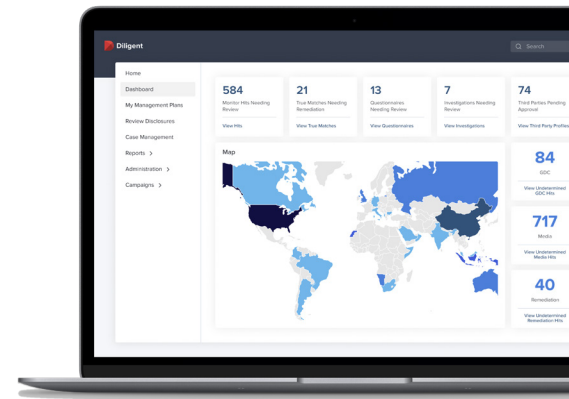 Diligent
Search
Home
Dashboard
My Management Plans
Review Disclosures
Case Management
Reports >
Administration >
Campaigns >
584
Monitor Hits Needing
Review
View Hits
21
True Matches Needing
Remediation
View True Matches
13
Questionnaires
Needing Review
View Questionnaires
7
Investigations Needing
Review
View Investigations
74
Third Parties Pending
Approval
View Third Party Profiles
Map
84
GDC
View Undetermined
GDC Hits
717
Media
View Undetermined
Media Hits
40
Remediation
View Undetermined
Remediation Hits